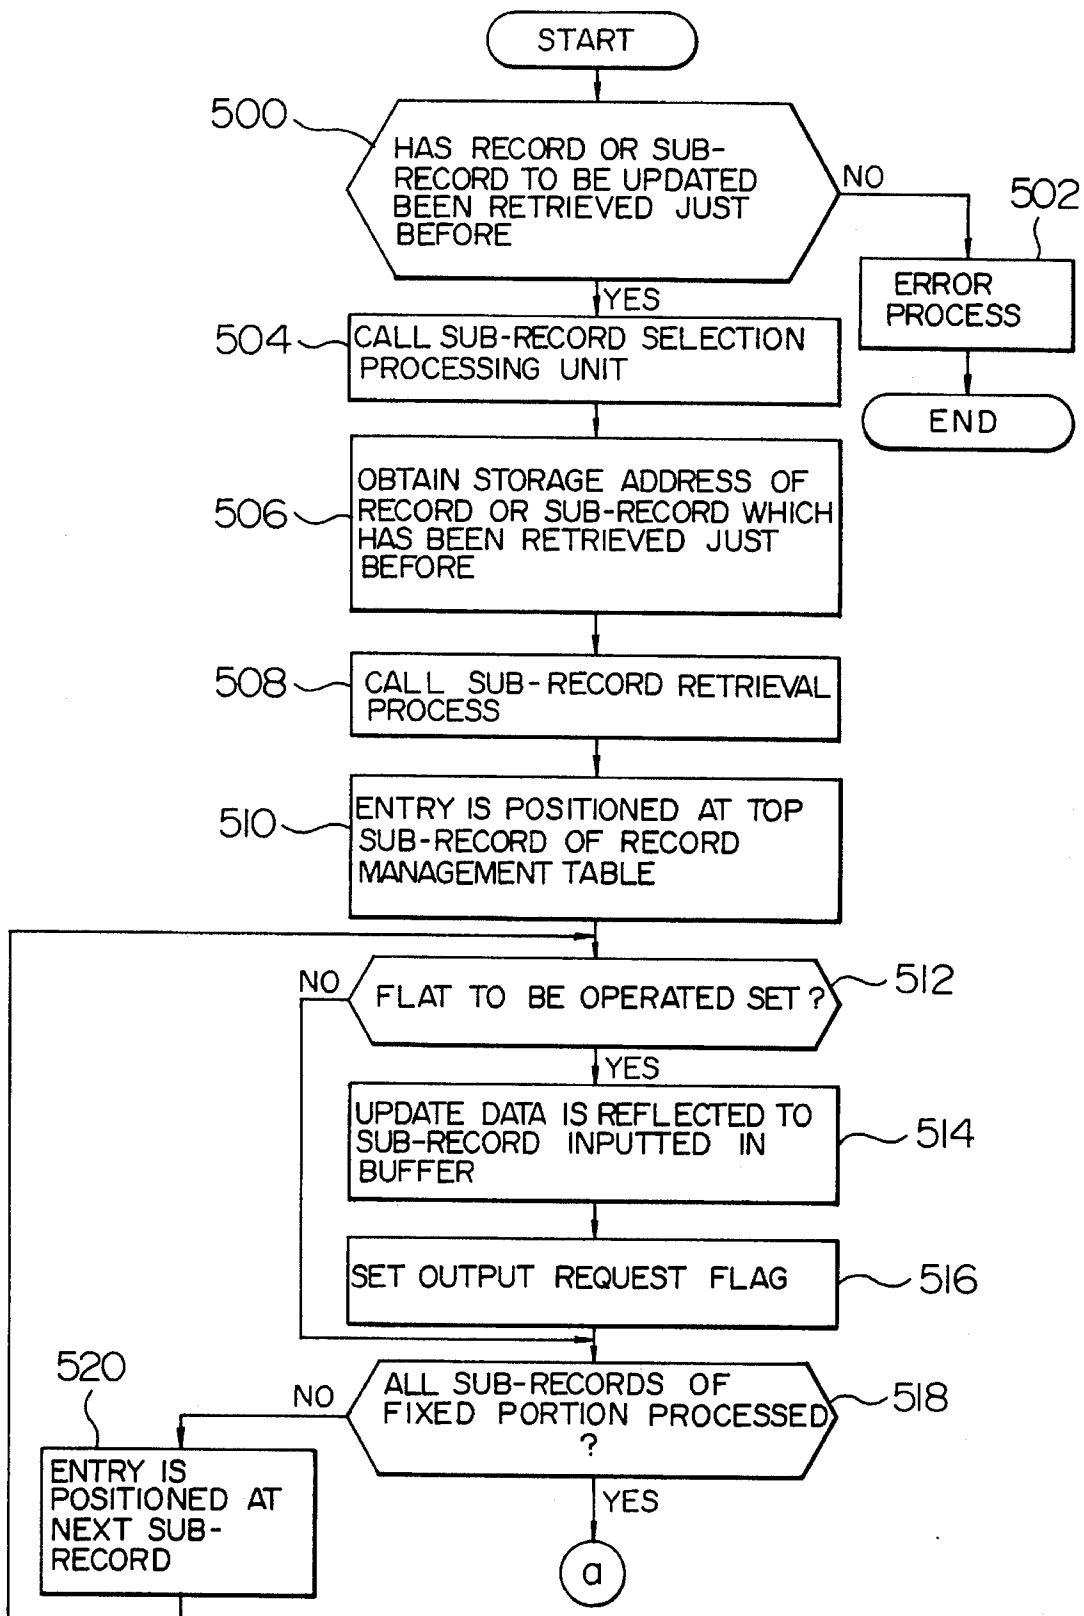 START
500
HAS RECORD OR SUB-
RECORD TO BE UPDATED
BEEN RETRIEVED JUST
BEFORE
NO
502
ERROR
PROCESS
END
YES
504
CALL SUB-RECORD SELECTION
PROCESSING UNIT
506
OBTAIN STORAGE ADDRESS OF
RECORD OR SUB-RECORD WHICH
HAS BEEN RETRIEVED JUST
BEFORE
508
CALL SUB-RECORD RETRIEVAL
PROCESS
510
ENTRY IS POSITIONED AT TOP
SUB-RECORD OF RECORD
MANAGEMENT TABLE
NO
FLAT TO BE OPERATED SET ?
512
YES
UPDATE DATA IS REFLECTED TO
SUB-RECORD INPUTTED IN
BUFFER
514
SET OUTPUT REQUEST FLAG
516
ALL SUB-RECORDS OF
FIXED PORTION PROCESSED
?
518
NO
520
ENTRY IS
POSITIONED AT
NEXT SUB-
RECORD
YES
a